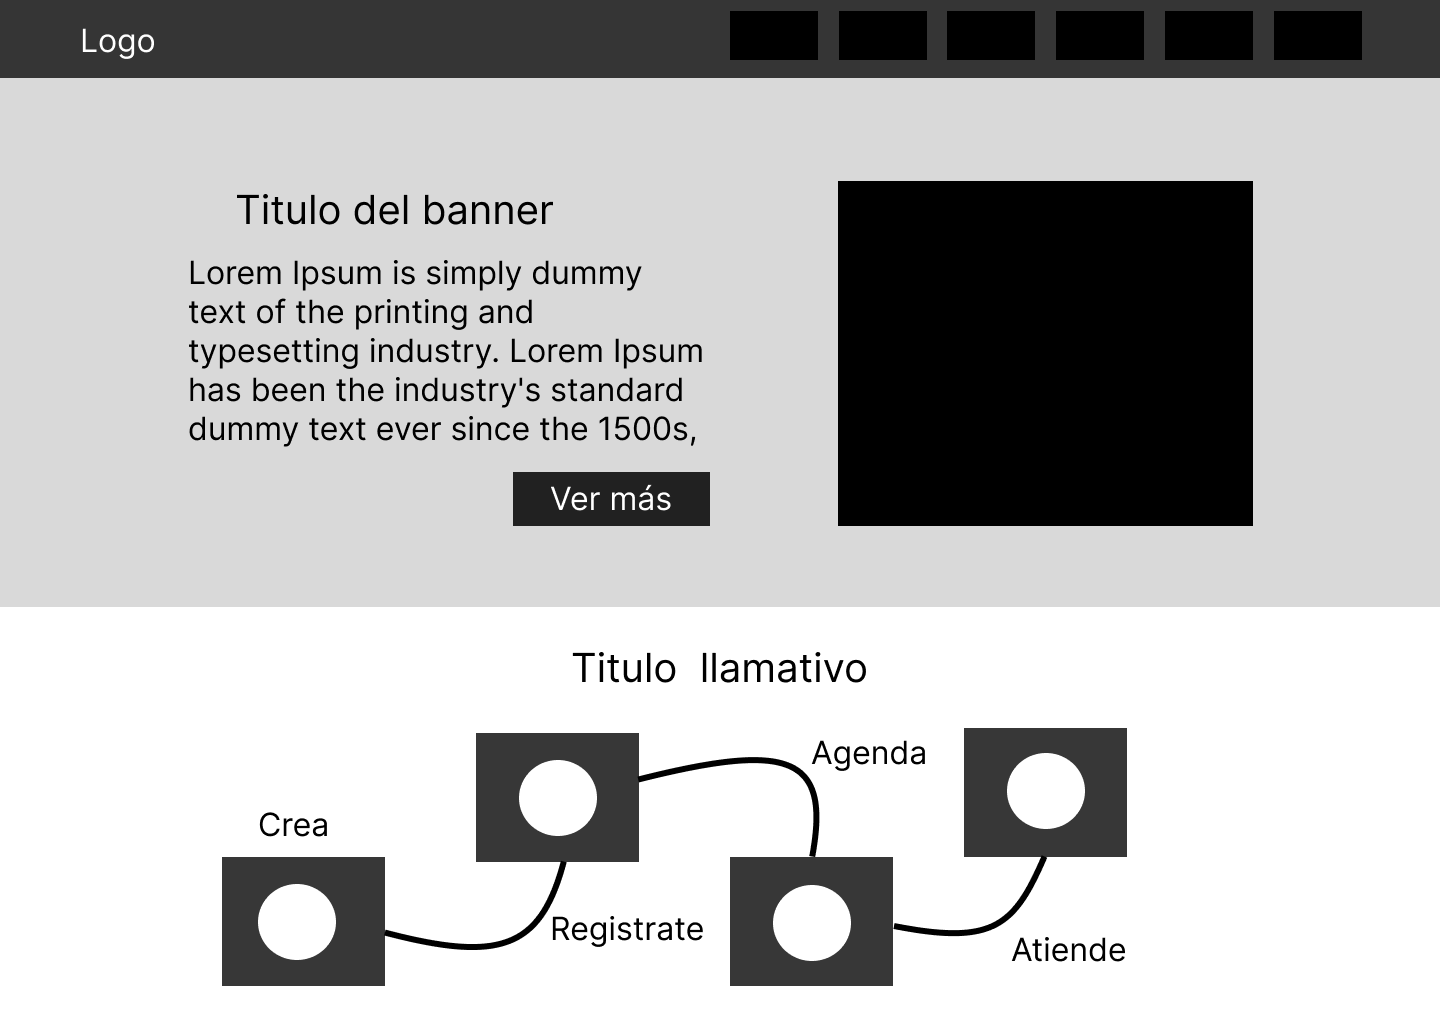 Logo
Titulo del banner
Lorem Ipsum is simply dummy
text of the printing and
typesetting industry. Lorem Ipsum
has been the industry's standard
dummy text ever since the 1500s,
Ver más
Titulo  llamativo
Crea
Registrate
Agenda
Atiende